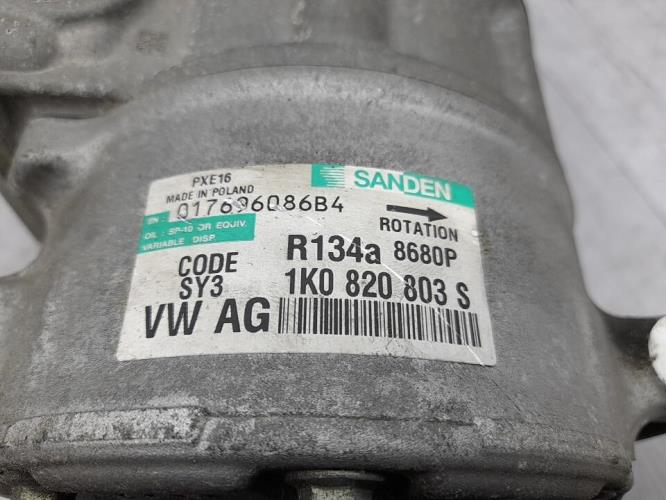 PXE16
MADE IN POLAND
SANDEN
SN: 017696086B4
ROTATION
OIL: SP-10 OR EQUIV.
VARIABLE DISP.
R134a 8680P
CODE
SY3
1K0 820 803 S
VW AG